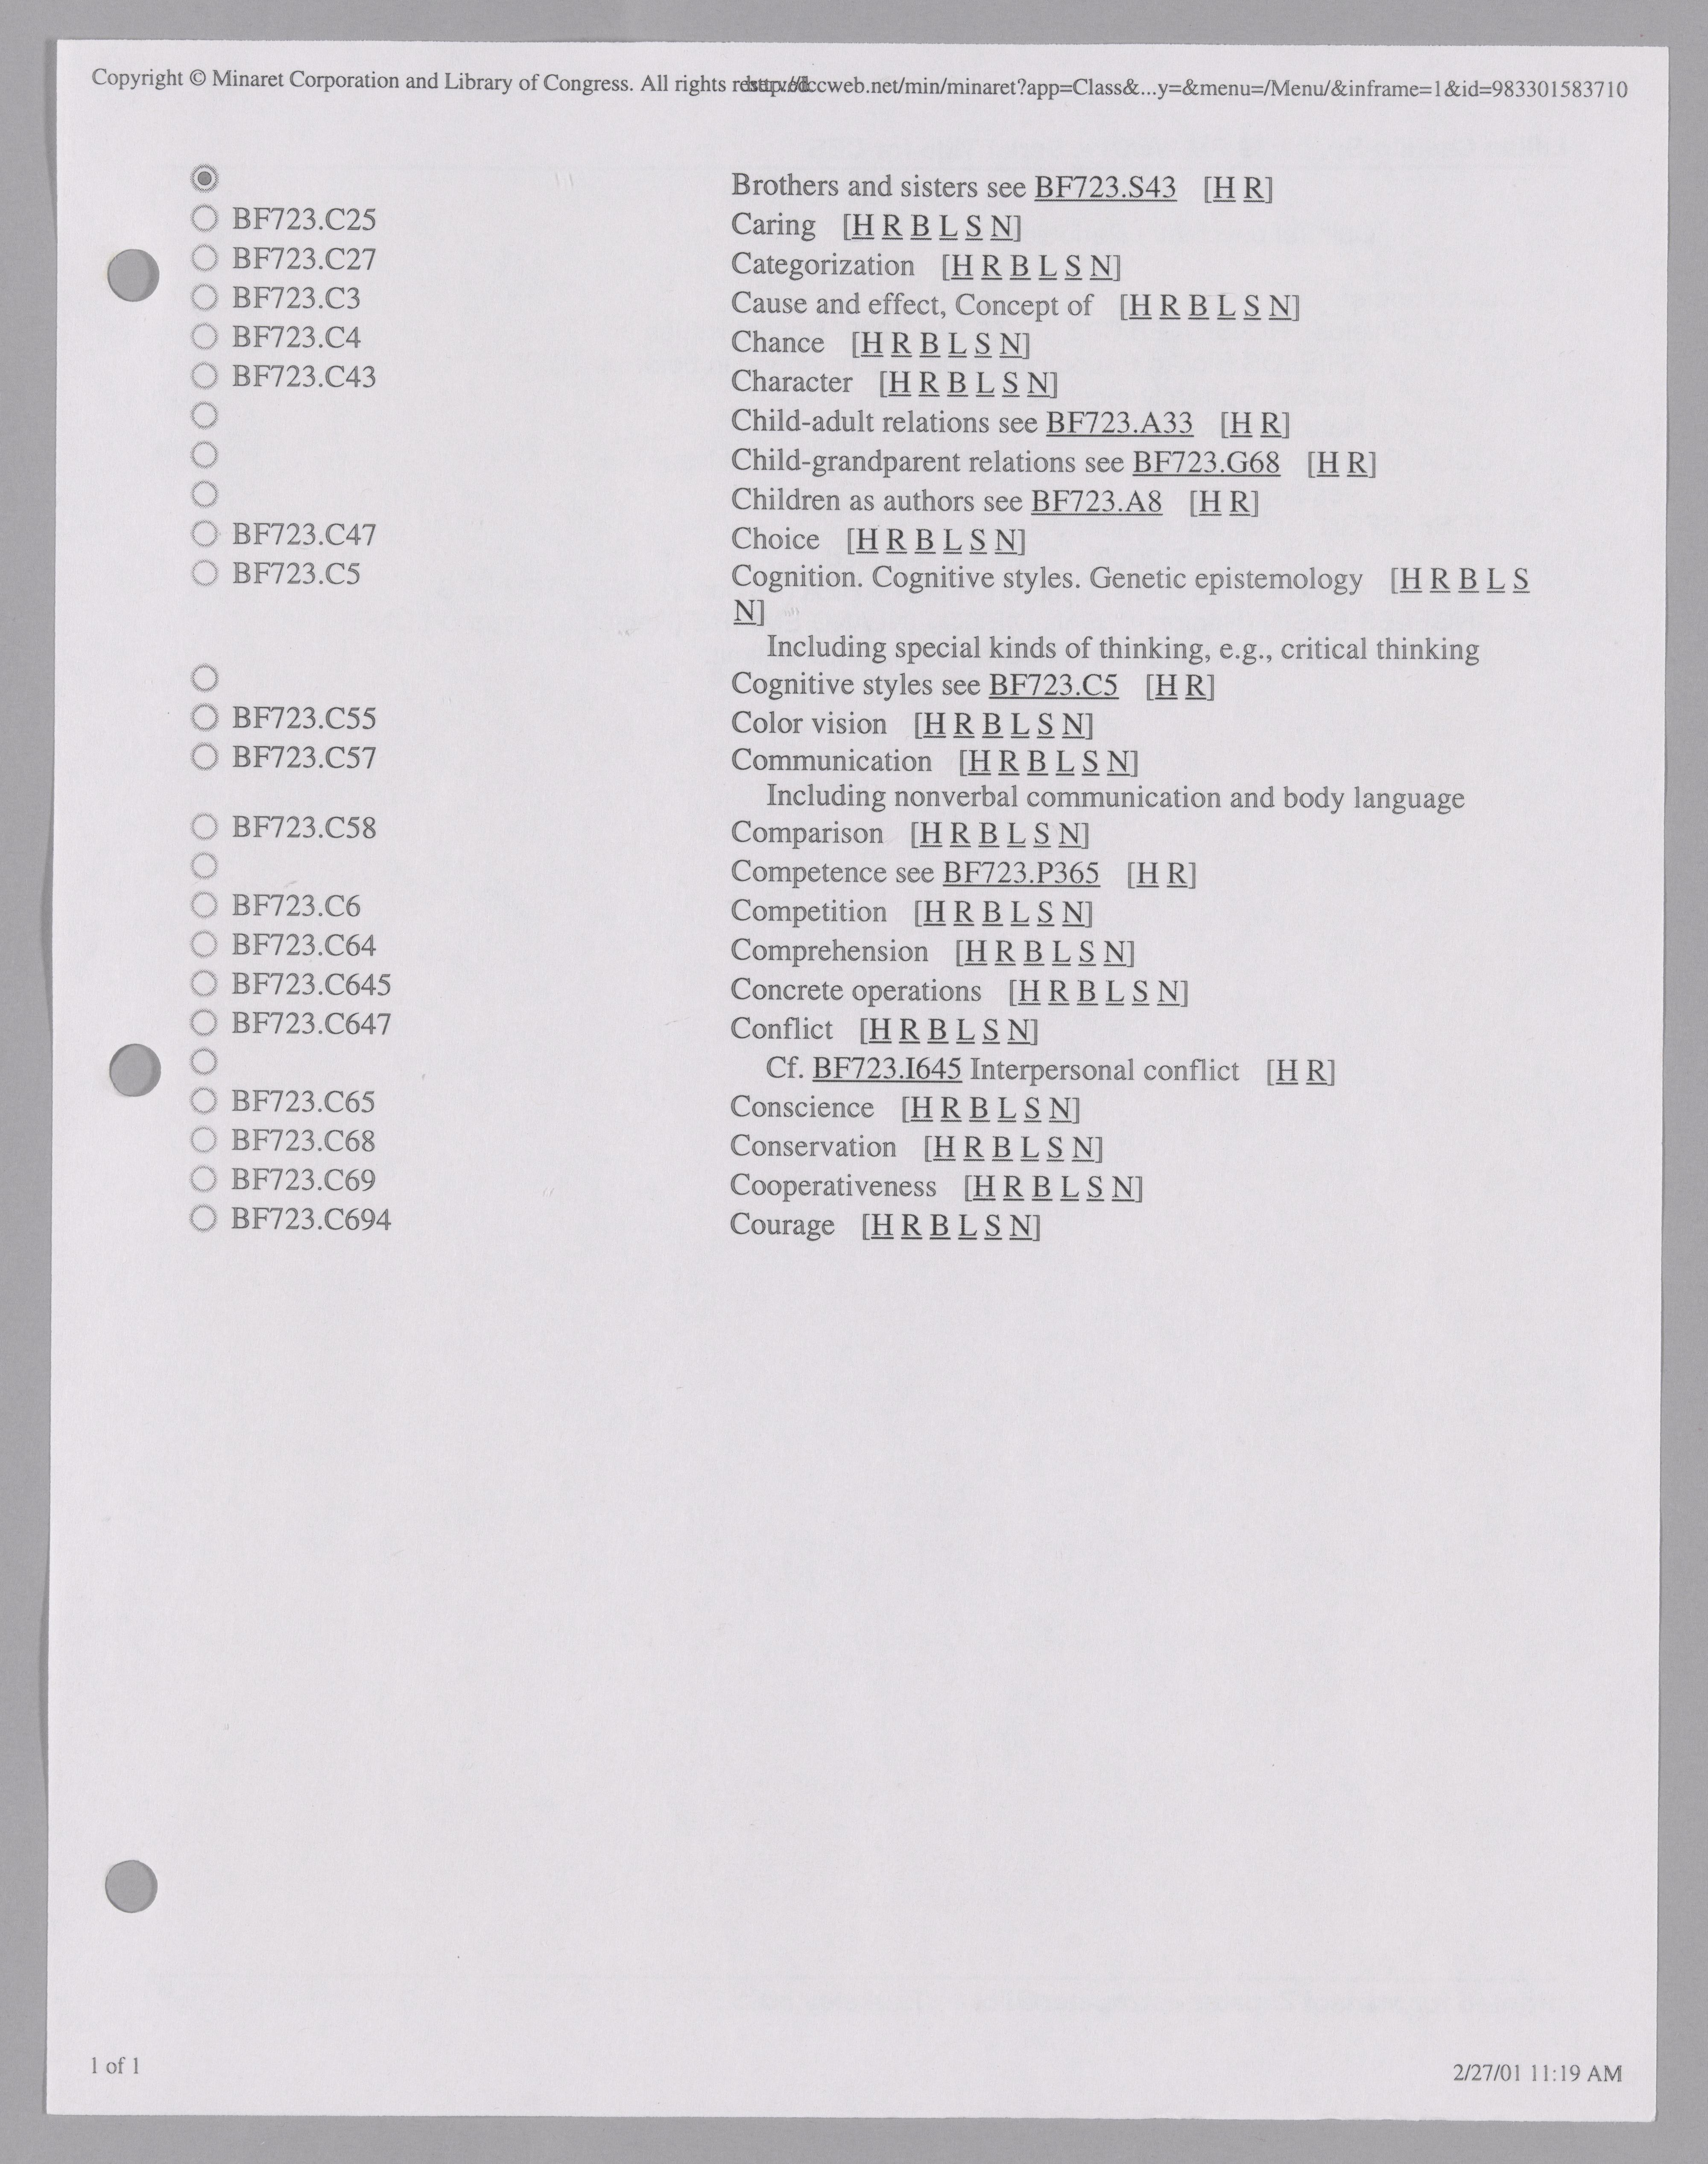 Copyright © Minaret Corporation and Library of Congress. All rights ccweb.net/min/minaret?app=Class&...y=&menu=/Menu/&inframe=1&id=983301583710
Brothers and sisters see BF723.S43 [H R]
BF723.C25 Caring [H R B L S N]
BF723.C27 Categorization [H R B L S N]
BF723.C3 Cause and effect, Concept of [H R B L S N]
BF723.C4 Chance [H R B L S N]
BF723.C43 Character [H R B L S N]
Child-adult relations see BF723.A33 [H R]
Child-grandparent relations see BF723.G68 [H R]
Children as authors see BF723.A8 [H R]
BF723.C47 Choice [H R B L S N]
BF723.C5 Cognition. Cognitive styles. Genetic epistemology [H R B L S
N]
Including special kinds of thinking, e.g., critical thinking
Cognitive styles see BF723.C5 [H R]
BF723.C55 Color vision [H R B L S N]
BF723.C57 Communication [H R B L S N]
Including nonverbal communication and body language
BF723.C58 Comparison [H R B L S N]
Competence see BF723.P365 [H R]
BF723.C6 Competition [H R B L S N]
BF723.C64 Comprehension [H R B L S N]
BF723.C645 Concrete operations [H R B L S N]
BF723.C647 Conflict [H R B L S N]
Cf. BF723.I645 Interpersonal conflict [H R]
BF723.C65 Conscience [H R B L S N]
BF723.C68 Conservation [H R B L S N]
BF723.C69 Cooperativeness [H R B L S N]
BF723.C694 Courage [H R B L S N]
1 of 1 2/27/01 11:19 AM